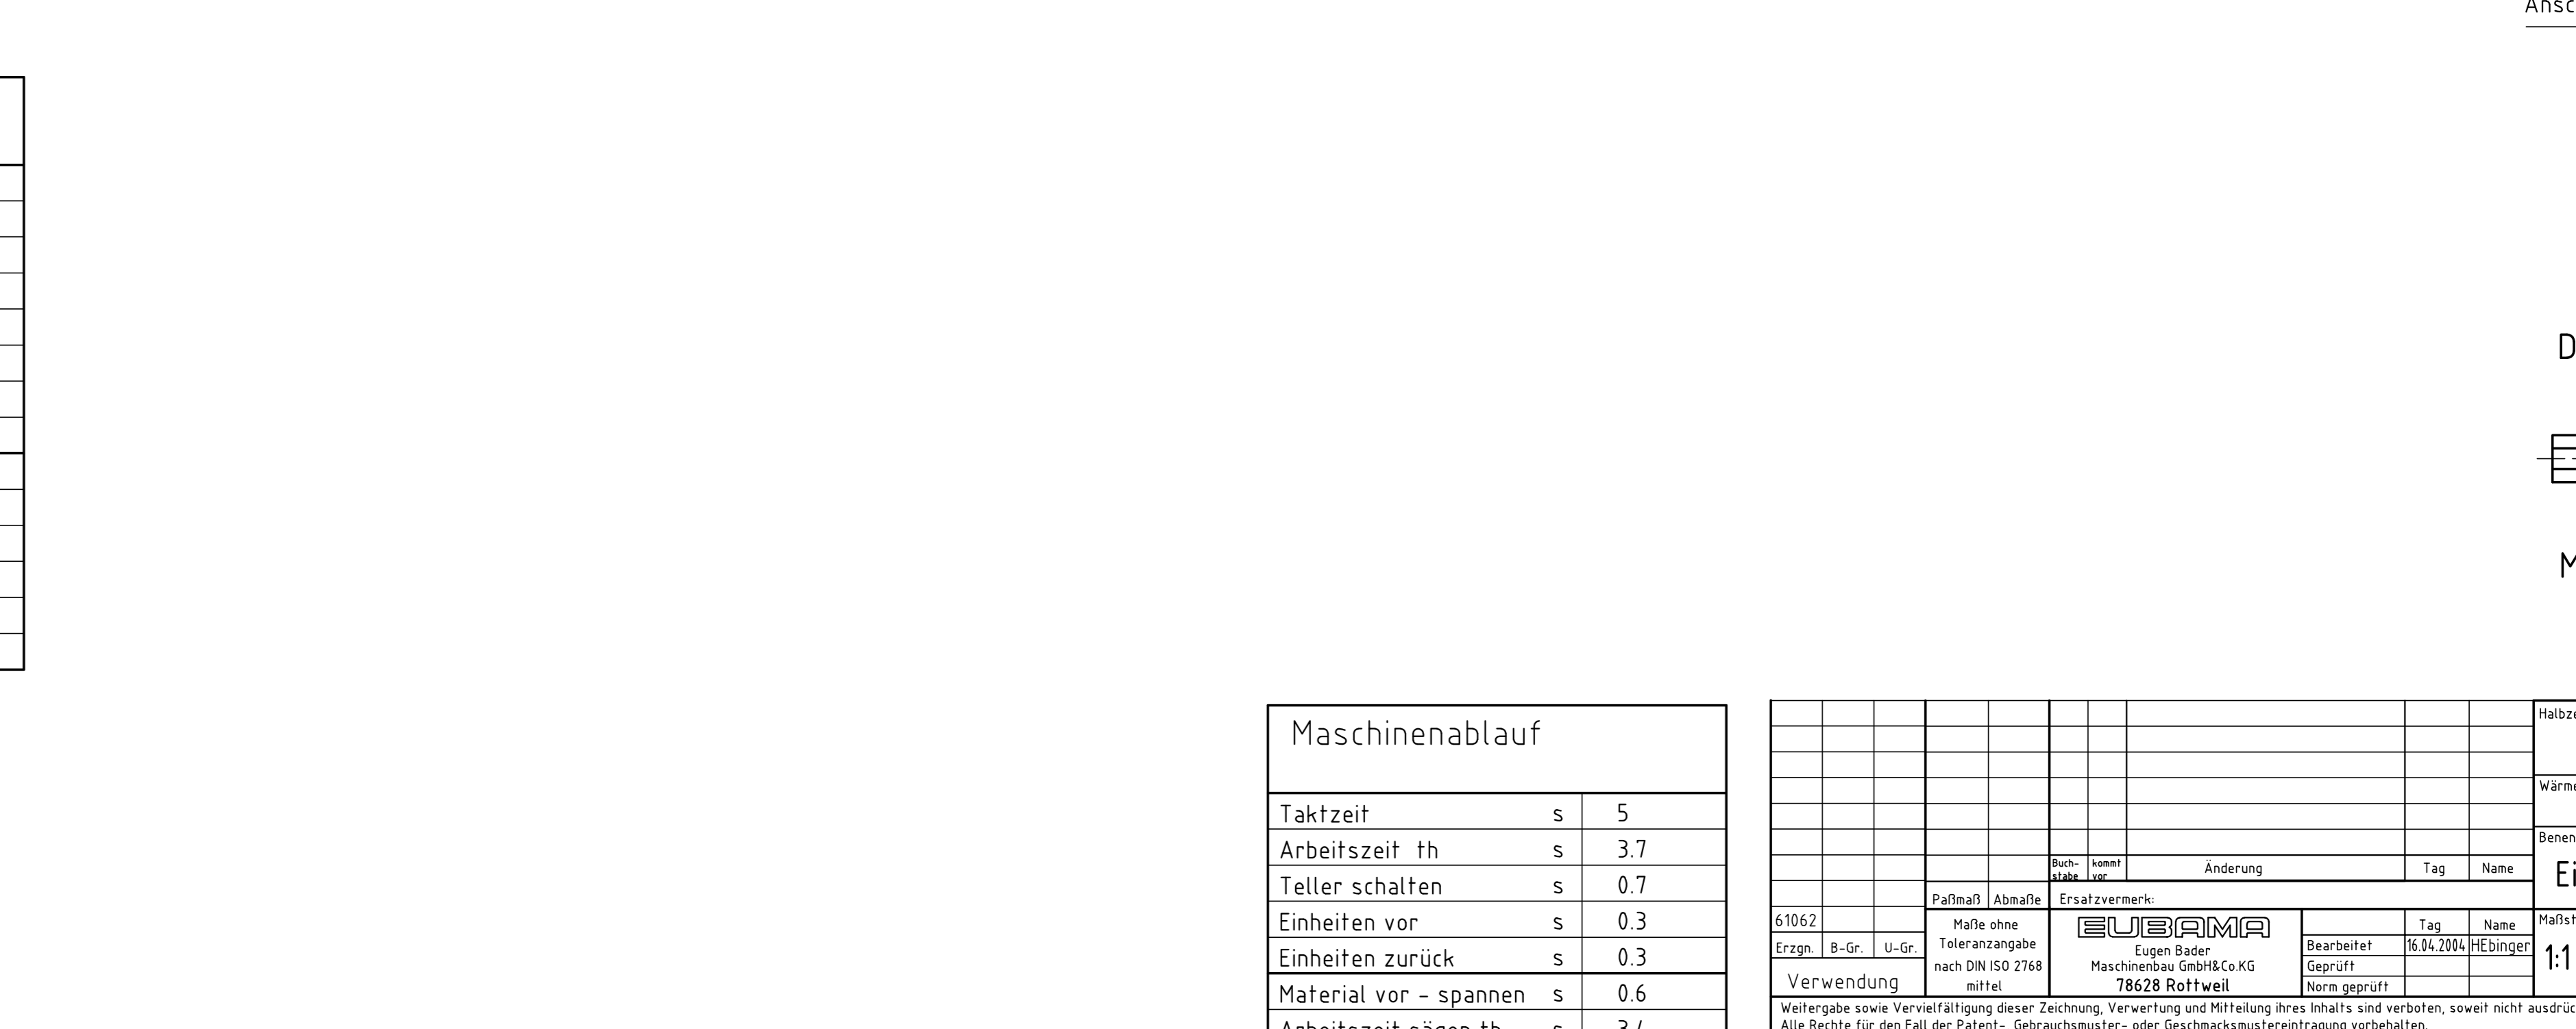 Maschinenablauf
Taktzeit s 5
Arbeitszeit th s 3.7
Teller schalten s 0.7
Einheiten vor s 0.3
Einheiten zurück s 0.3
Material vor - spannen s 0.6
Buch- kommt Änderung Tag Name
stabe vor
Paßmaß Abmaße Ersatzvermerk:
61062
Erzgn. B-Gr. U-Gr.
Verwendung
Maße ohne
Toleranzangabe
nach DIN ISO 2768
mittel
EUBAMA
Eugen Bader
Maschinenbau GmbH&Co.KG
78628 Rottweil
Tag Name
Bearbeitet 16.04.2004 HEbinger
Geprüft
Norm geprüft
1:1
Weitergabe sowie Vervielfältigung dieser Zeichnung, Verwertung und Mitteilung ihres Inhalts sind verboten, soweit nicht
Alle Rechte für den Fall der Patent-, Gebrauchsmuster- oder Geschmacksmustereintragung vorbehalten.